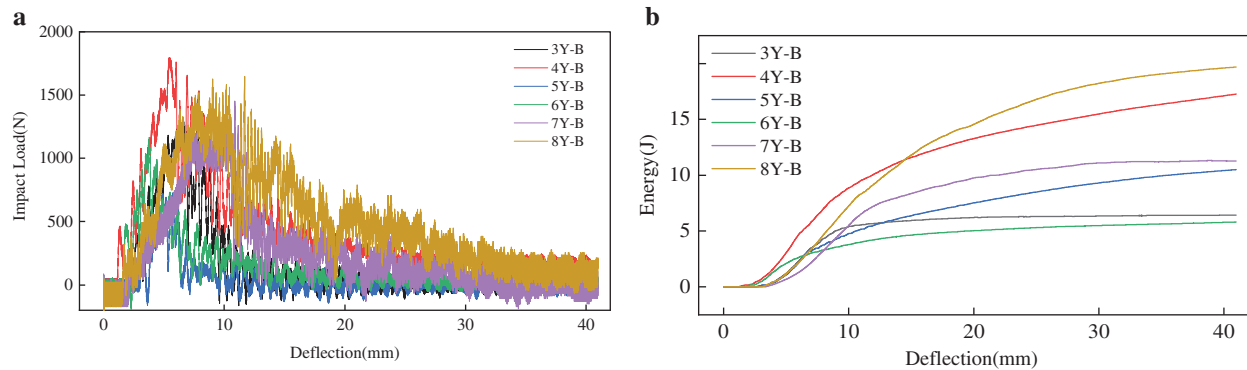 a
2000
1500
1000
500
0
Impact Load(N)
3Y-B
4Y-B
5Y-B
6Y-B
7Y-B
8Y-B
0 10 20 30 40
Deflection(mm)
b
15
10
5
0
Energy(J)
3Y-B
4Y-B
5Y-B
6Y-B
7Y-B
8Y-B
0 10 20 30 40
Deflection(mm)